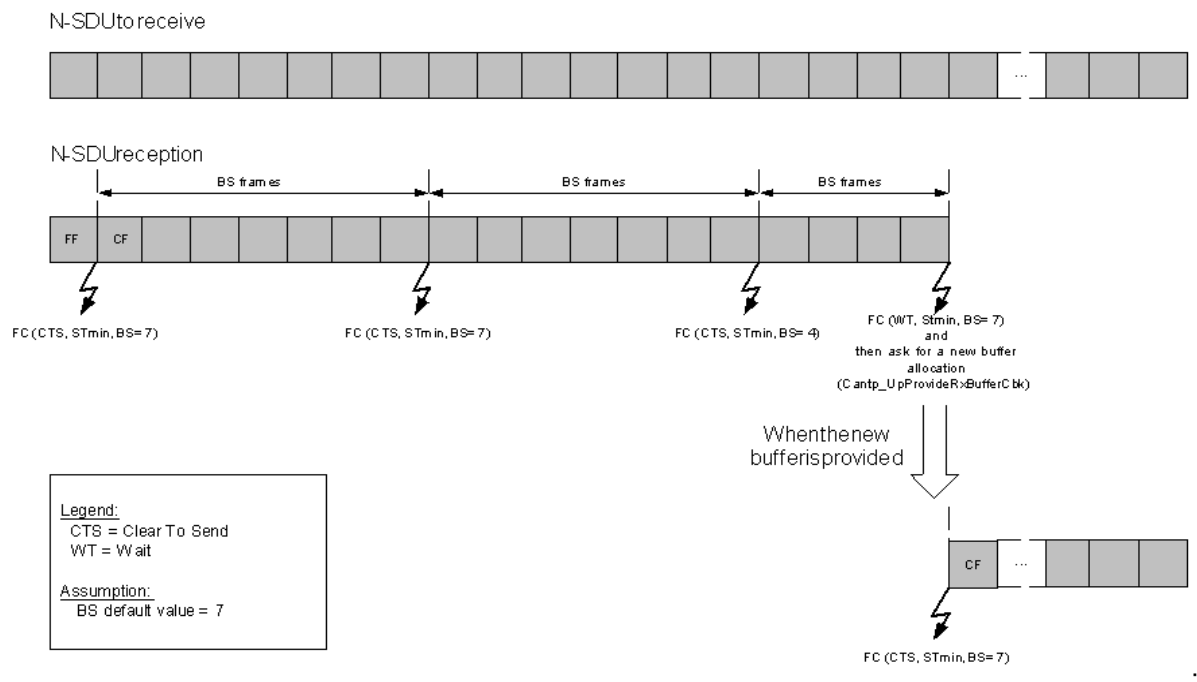 N-SDUtoreceive
...
N-SDUreception
BS frames
BS frames
BS frames
FF
CF
FC (CTS, STmin, BS= 7)
FC (CTS, STmin, BS= 7)
FC (CTS, STmin, BS= 4)
FC (WT, Stmin, BS= 7)
and
then ask for a new buffer
allocation
(Cantp_UpProvideRxBufferCbk)
Whenthenew
bufferisprovided
Legend:
CTS = Clear To Send
WT = Wait
Assumption:
BS default value = 7
CF
...
FC (CTS, STmin, BS= 7)
.